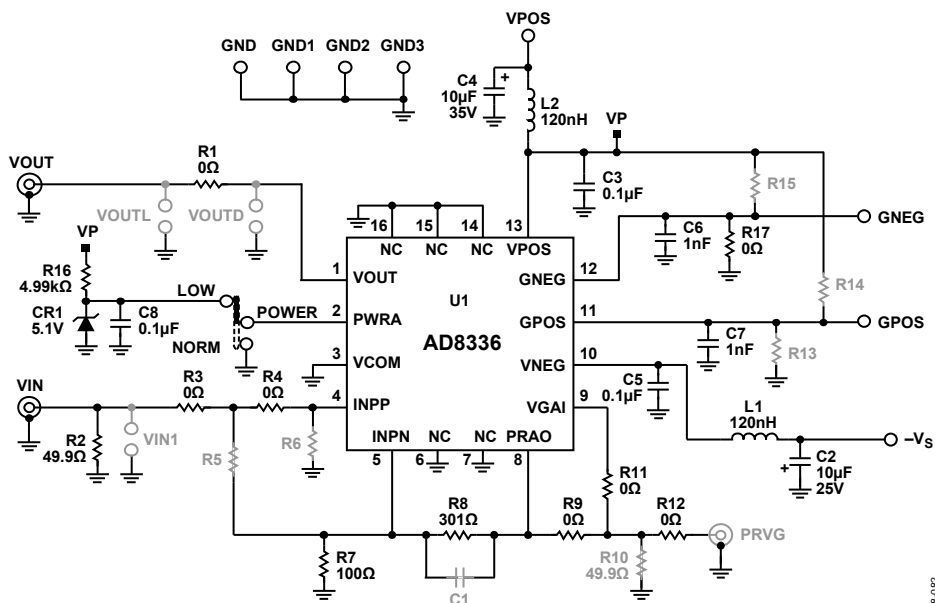 VPOS
GND GND1 GND2 GND3
C4
10µF
35V
+
L2
120nH
VP
VOUT
R1
0Ω
C3
0.1µF
R15
VOUTL
VOUTD
16 15 14 13
NC NC NC VPOS
C6
1nF
R17
0Ω
GNEG
VP
R16
4.99kΩ
1 VOUT
GNEG 12
LOW
U1
R14
CR1
5.1V
C8
0.1µF
POWER
2 PWRA
AD8336
GPOS 11
GPOS
NORM
C7
1nF
R13
3 VCOM
VNEG 10
VIN
R3
0Ω
R4
0Ω
C5
0.1µF
4 INPP
VGAI 9
L1
120nH
–VS
R2
49.9Ω
VIN1
R5
R6
INPN NC NC PRAO
5 6 7 8
R11
0Ω
+
C2
10µF
25V
R8
301Ω
R9
0Ω
R12
0Ω
PRVG
R7
100Ω
C1
R10
49.9Ω